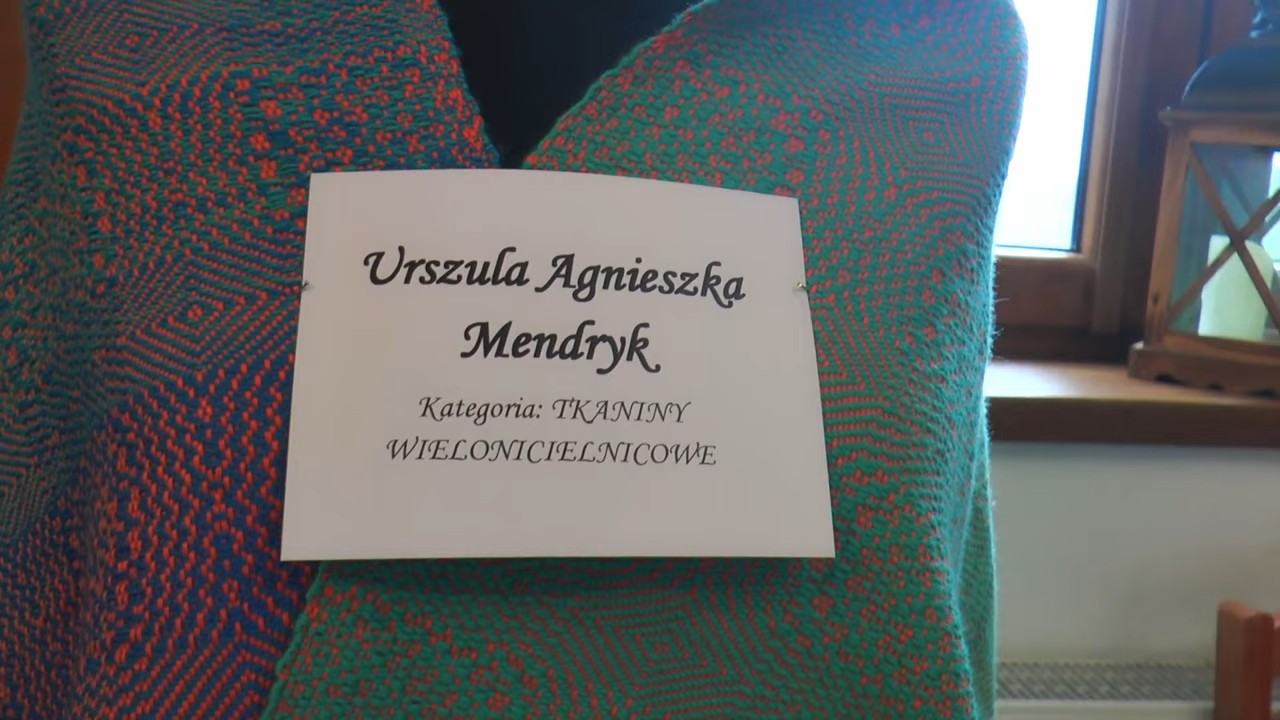 Urszula Agnieszka
Mendryk
Kategoria: TKANINY
WIELONICIELNICOWE